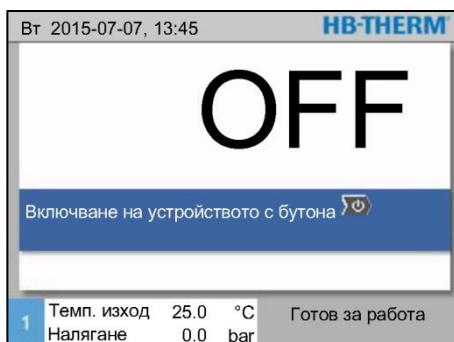 Вт 2015-07-07, 13:45 HB-THERM
OFF
Включване на устройството с бутона
1 Темп. изход 25.0 °C Готов за работа
Налягане 0.0 bar